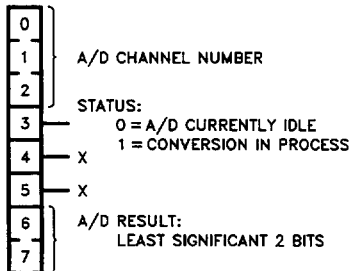 0
1 A/D CHANNEL NUMBER
2
STATUS:
3 0 = A/D CURRENTLY IDLE
4 X 1 = CONVERSION IN PROCESS
5 X
6 A/D RESULT:
LEAST SIGNIFICANT 2 BITS
7